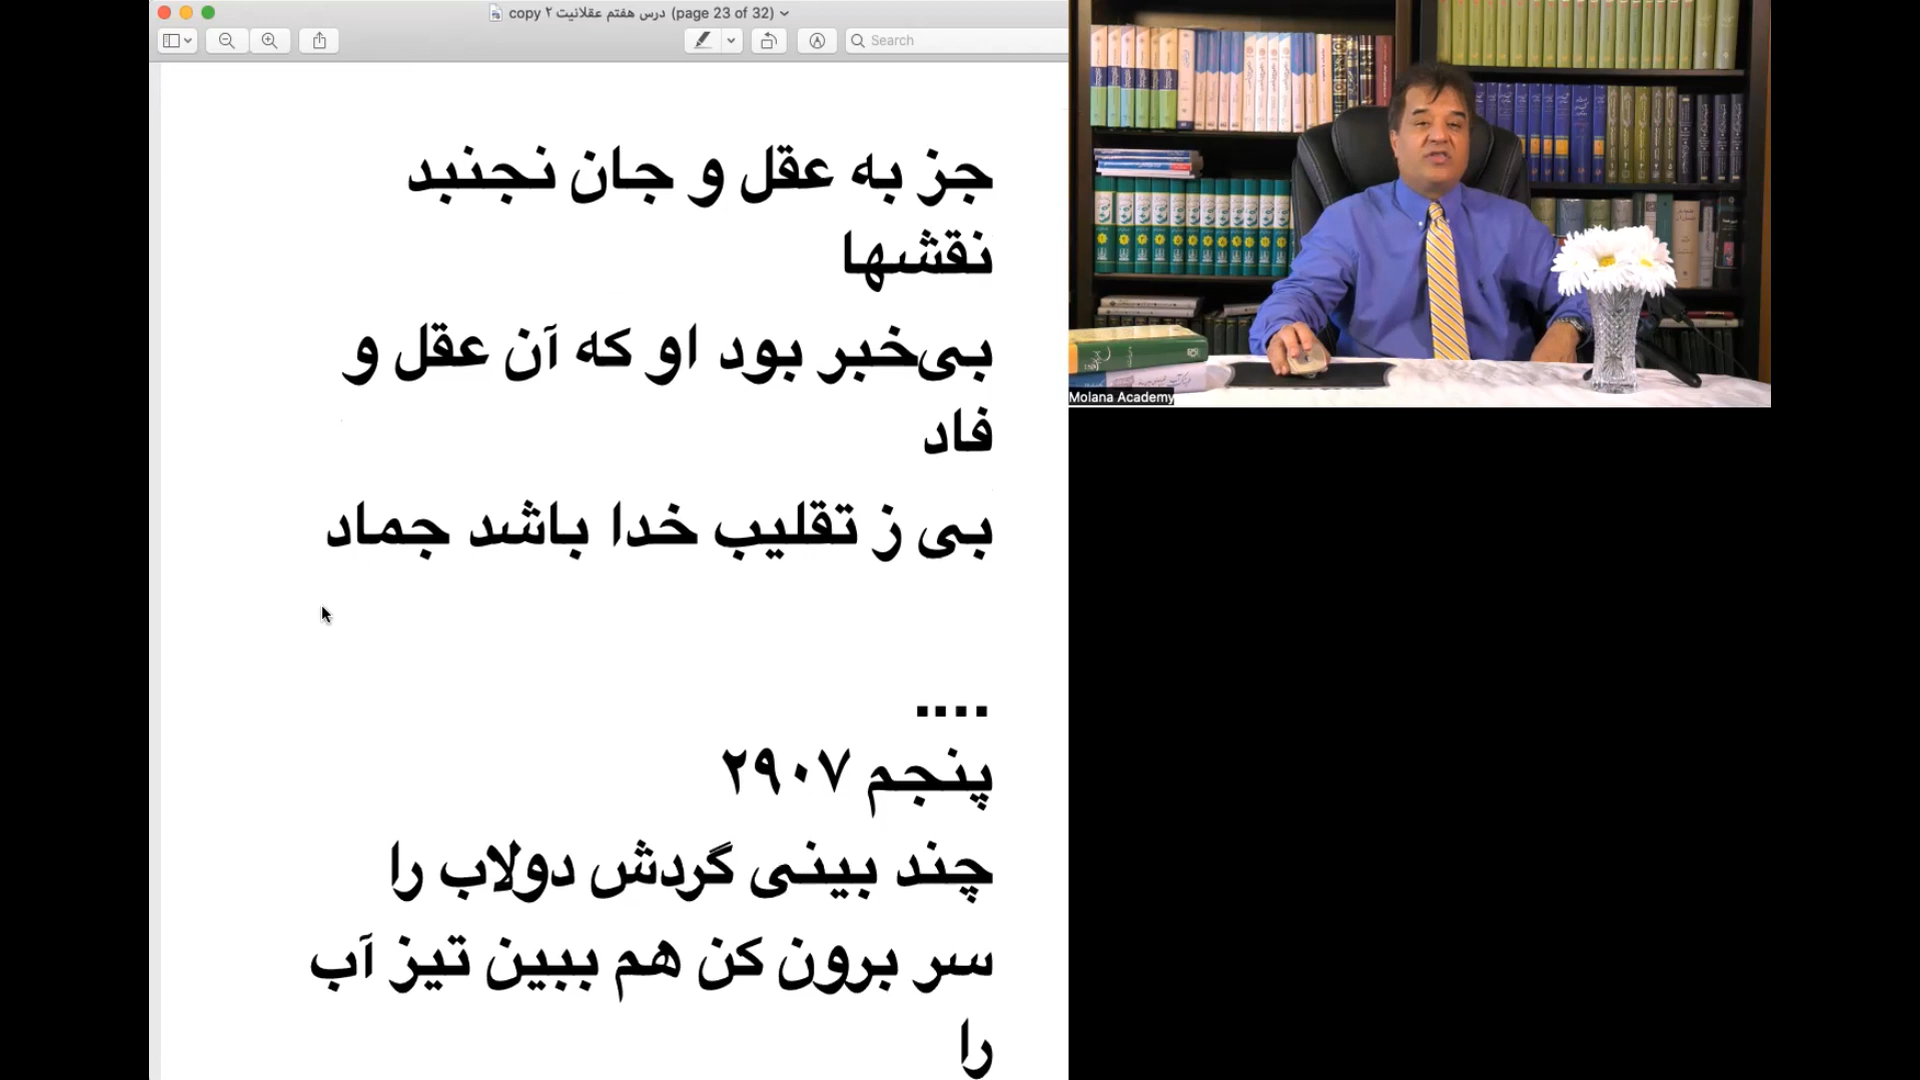 درس هفتم عقلانیت ۲ copy (page 23 of 32)
Search
جز به عقل و جان نجنبد
نقشها
بی‌خبر بود او که آن عقل و
فاد
بی ز تقلیب خدا باشد جماد
....
پنجم ۲۹۰۷
چند بینی گردش دولاب را
سر برون کن هم ببین تیز آب
را
Molana Academy